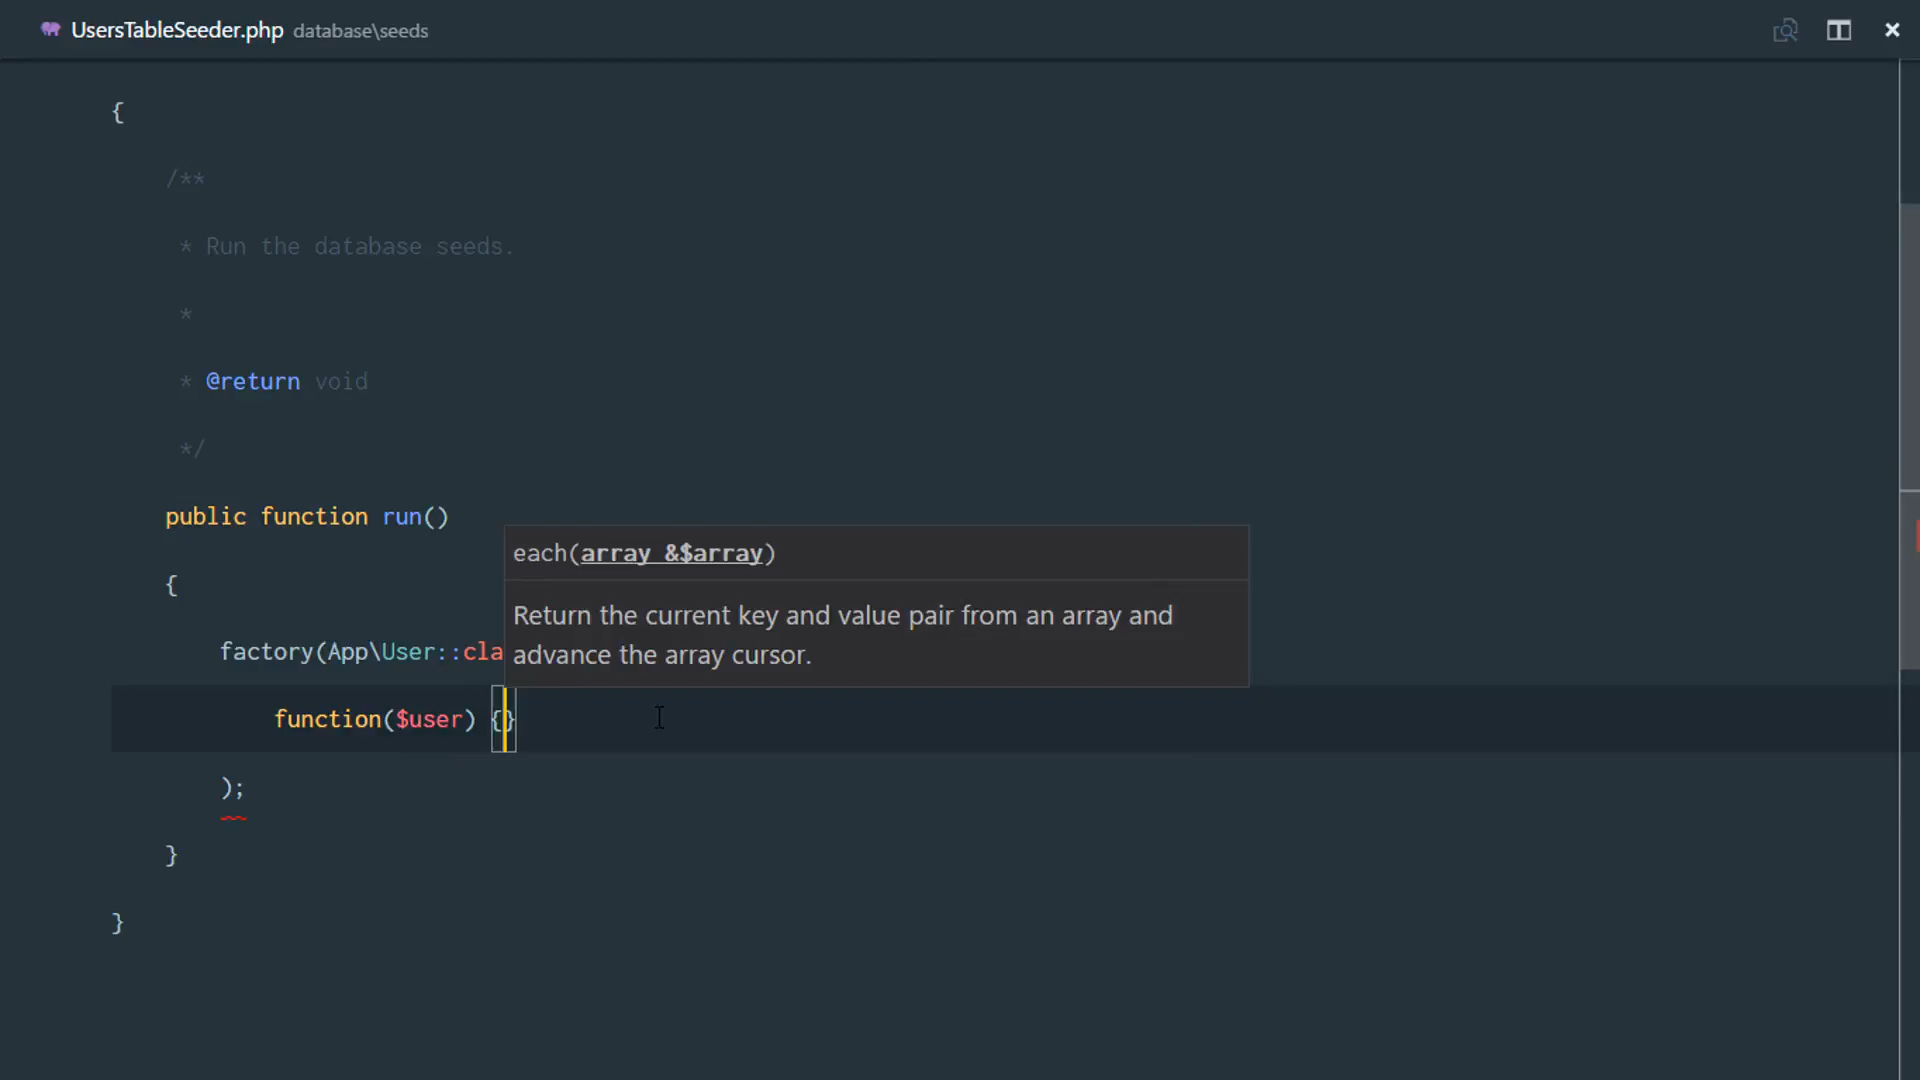 UsersTableSeeder.php database\seeds
{
/**
* Run the database seeds.
*
* @return void
*/
public function run()
each(array &$array)
{
Return the current key and value pair from an array and
factory(App\User::cla
advance the array cursor.
function($user) {}
);
}
}